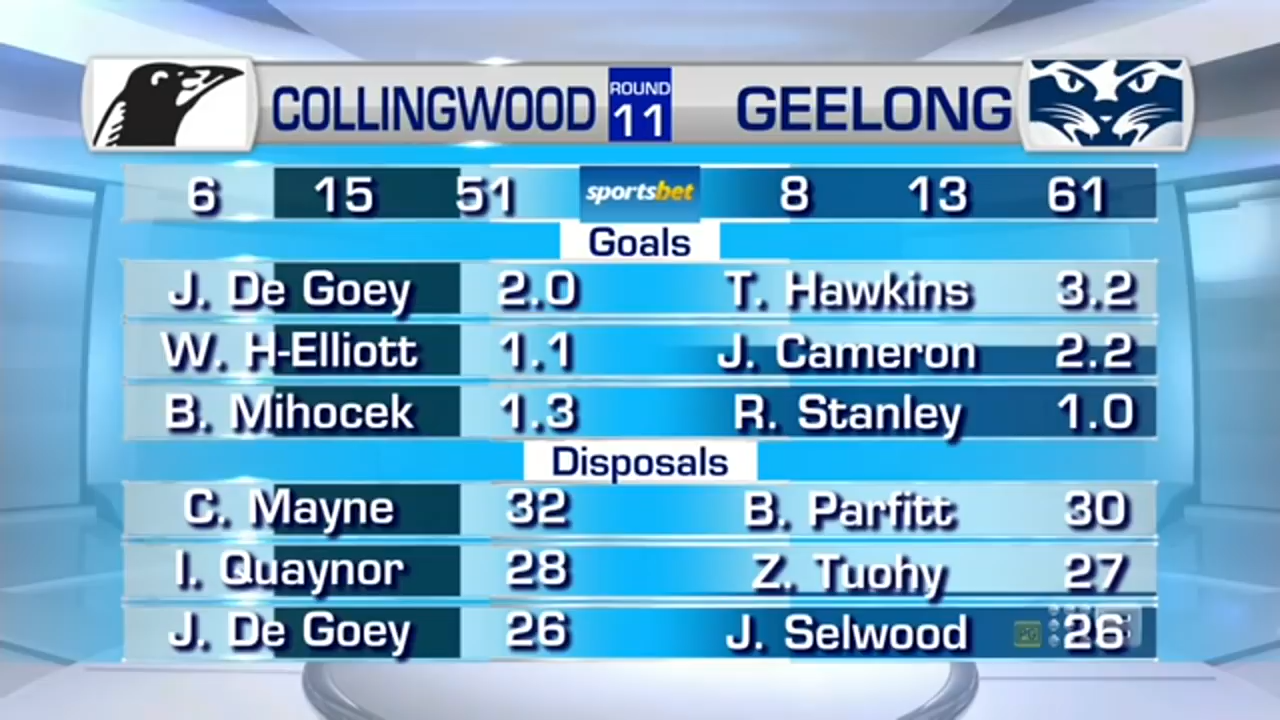 COLLINGWOOD ROUND 11 GEELONG
6 15 51 sportsbet 8 13 61
Goals
J. De Goey 2.0 T. Hawkins 3.2
W. H-Elliott 1.1 J. Cameron 2.2
B. Mihocek 1.3 R. Stanley 1.0
Disposals
C. Mayne 32 B. Parfitt 30
I. Quaynor 28 Z. Tuohy 27
J. De Goey 26 J. Selwood PG 26